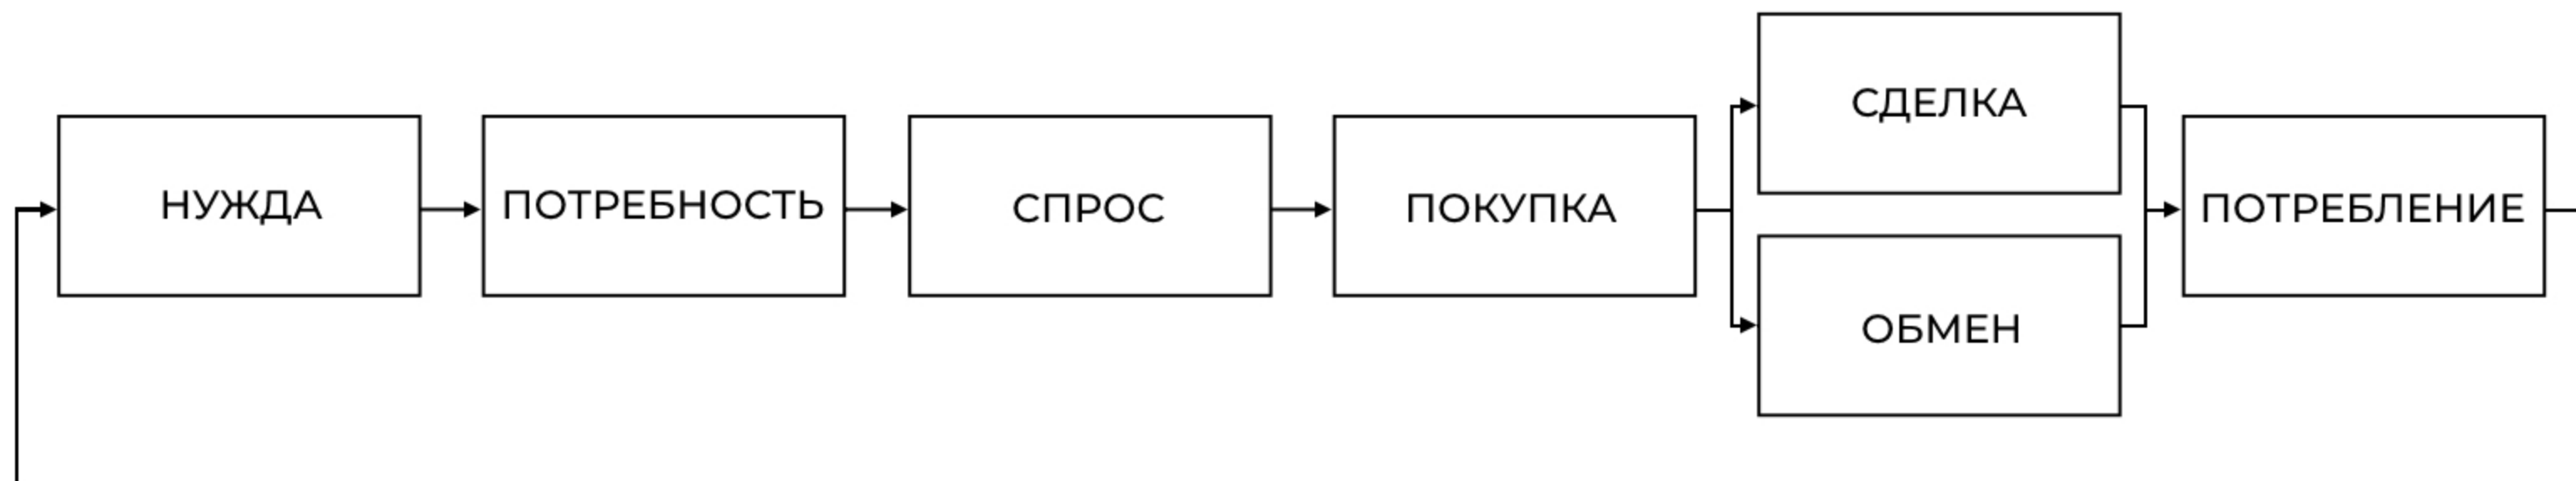 НУЖДА
ПОТРЕБНОСТЬ
СПРОС
ПОКУПКА
СДЕЛКА
ОБМЕН
ПОТРЕБЛЕНИЕ